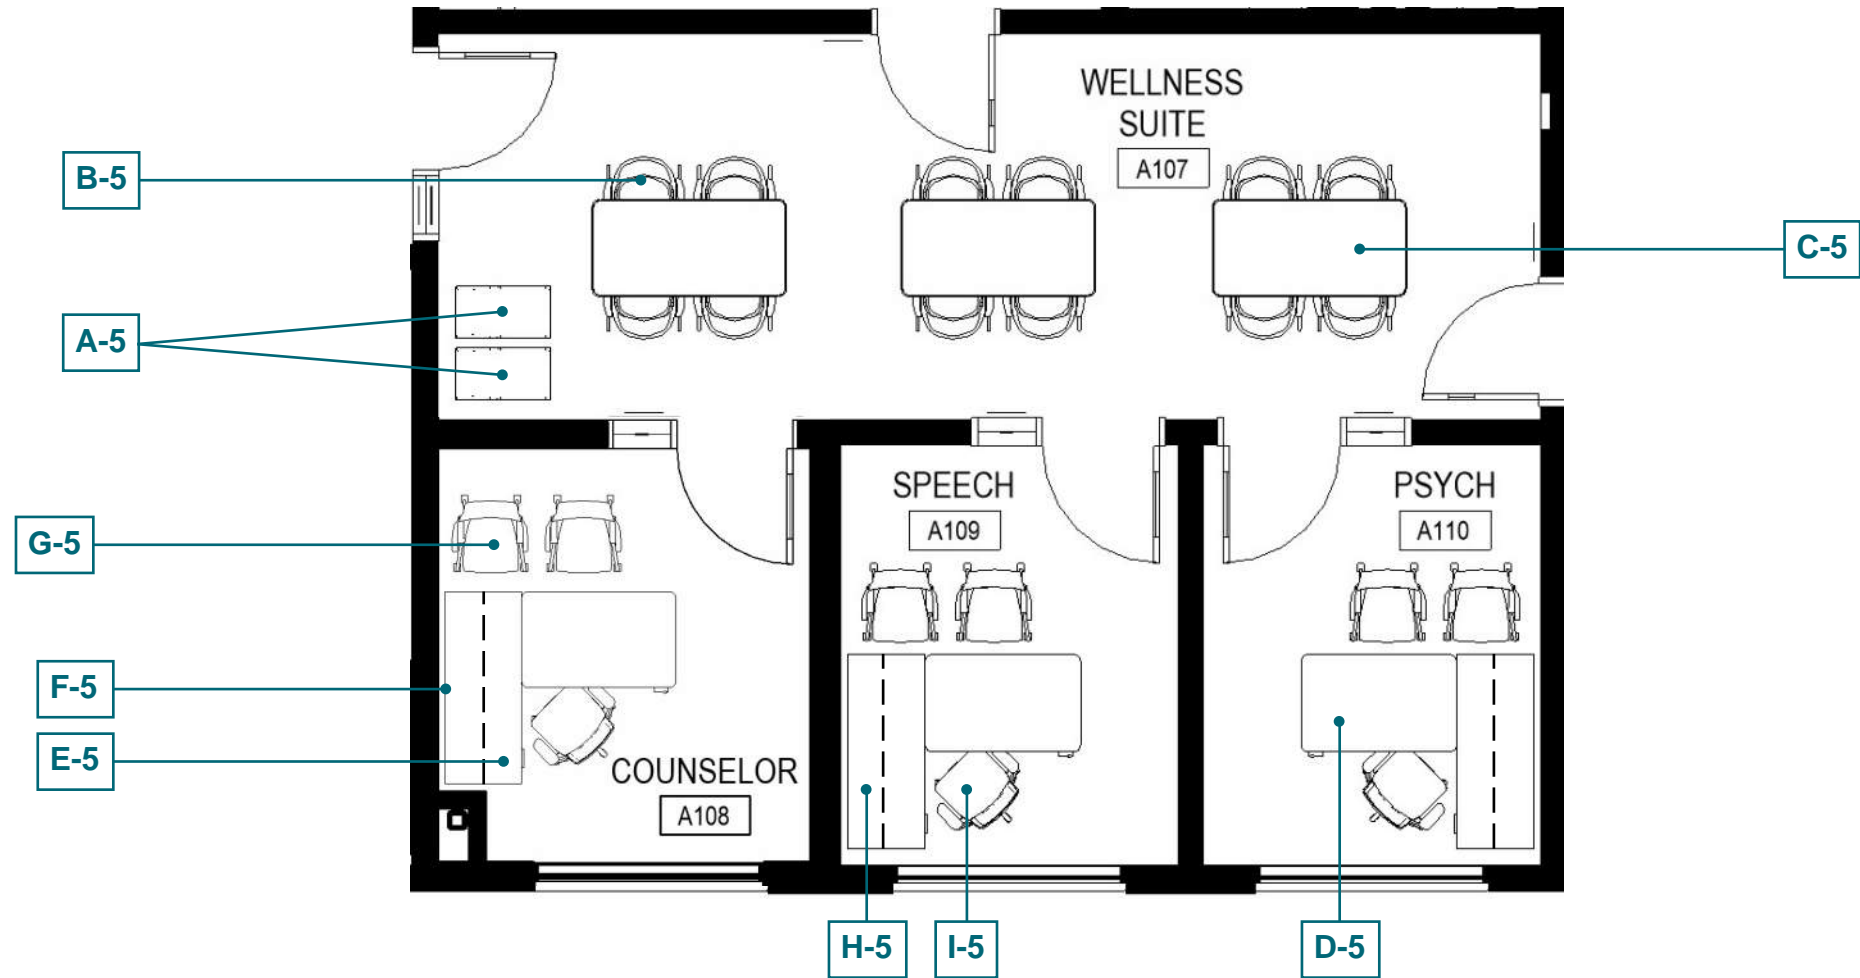 WELLNESS
SUITE
A107
B-5
C-5
A-5
SPEECH
A109
PSYCH
A110
G-5
F-5
E-5
COUNSELOR
A108
H-5
I-5
D-5